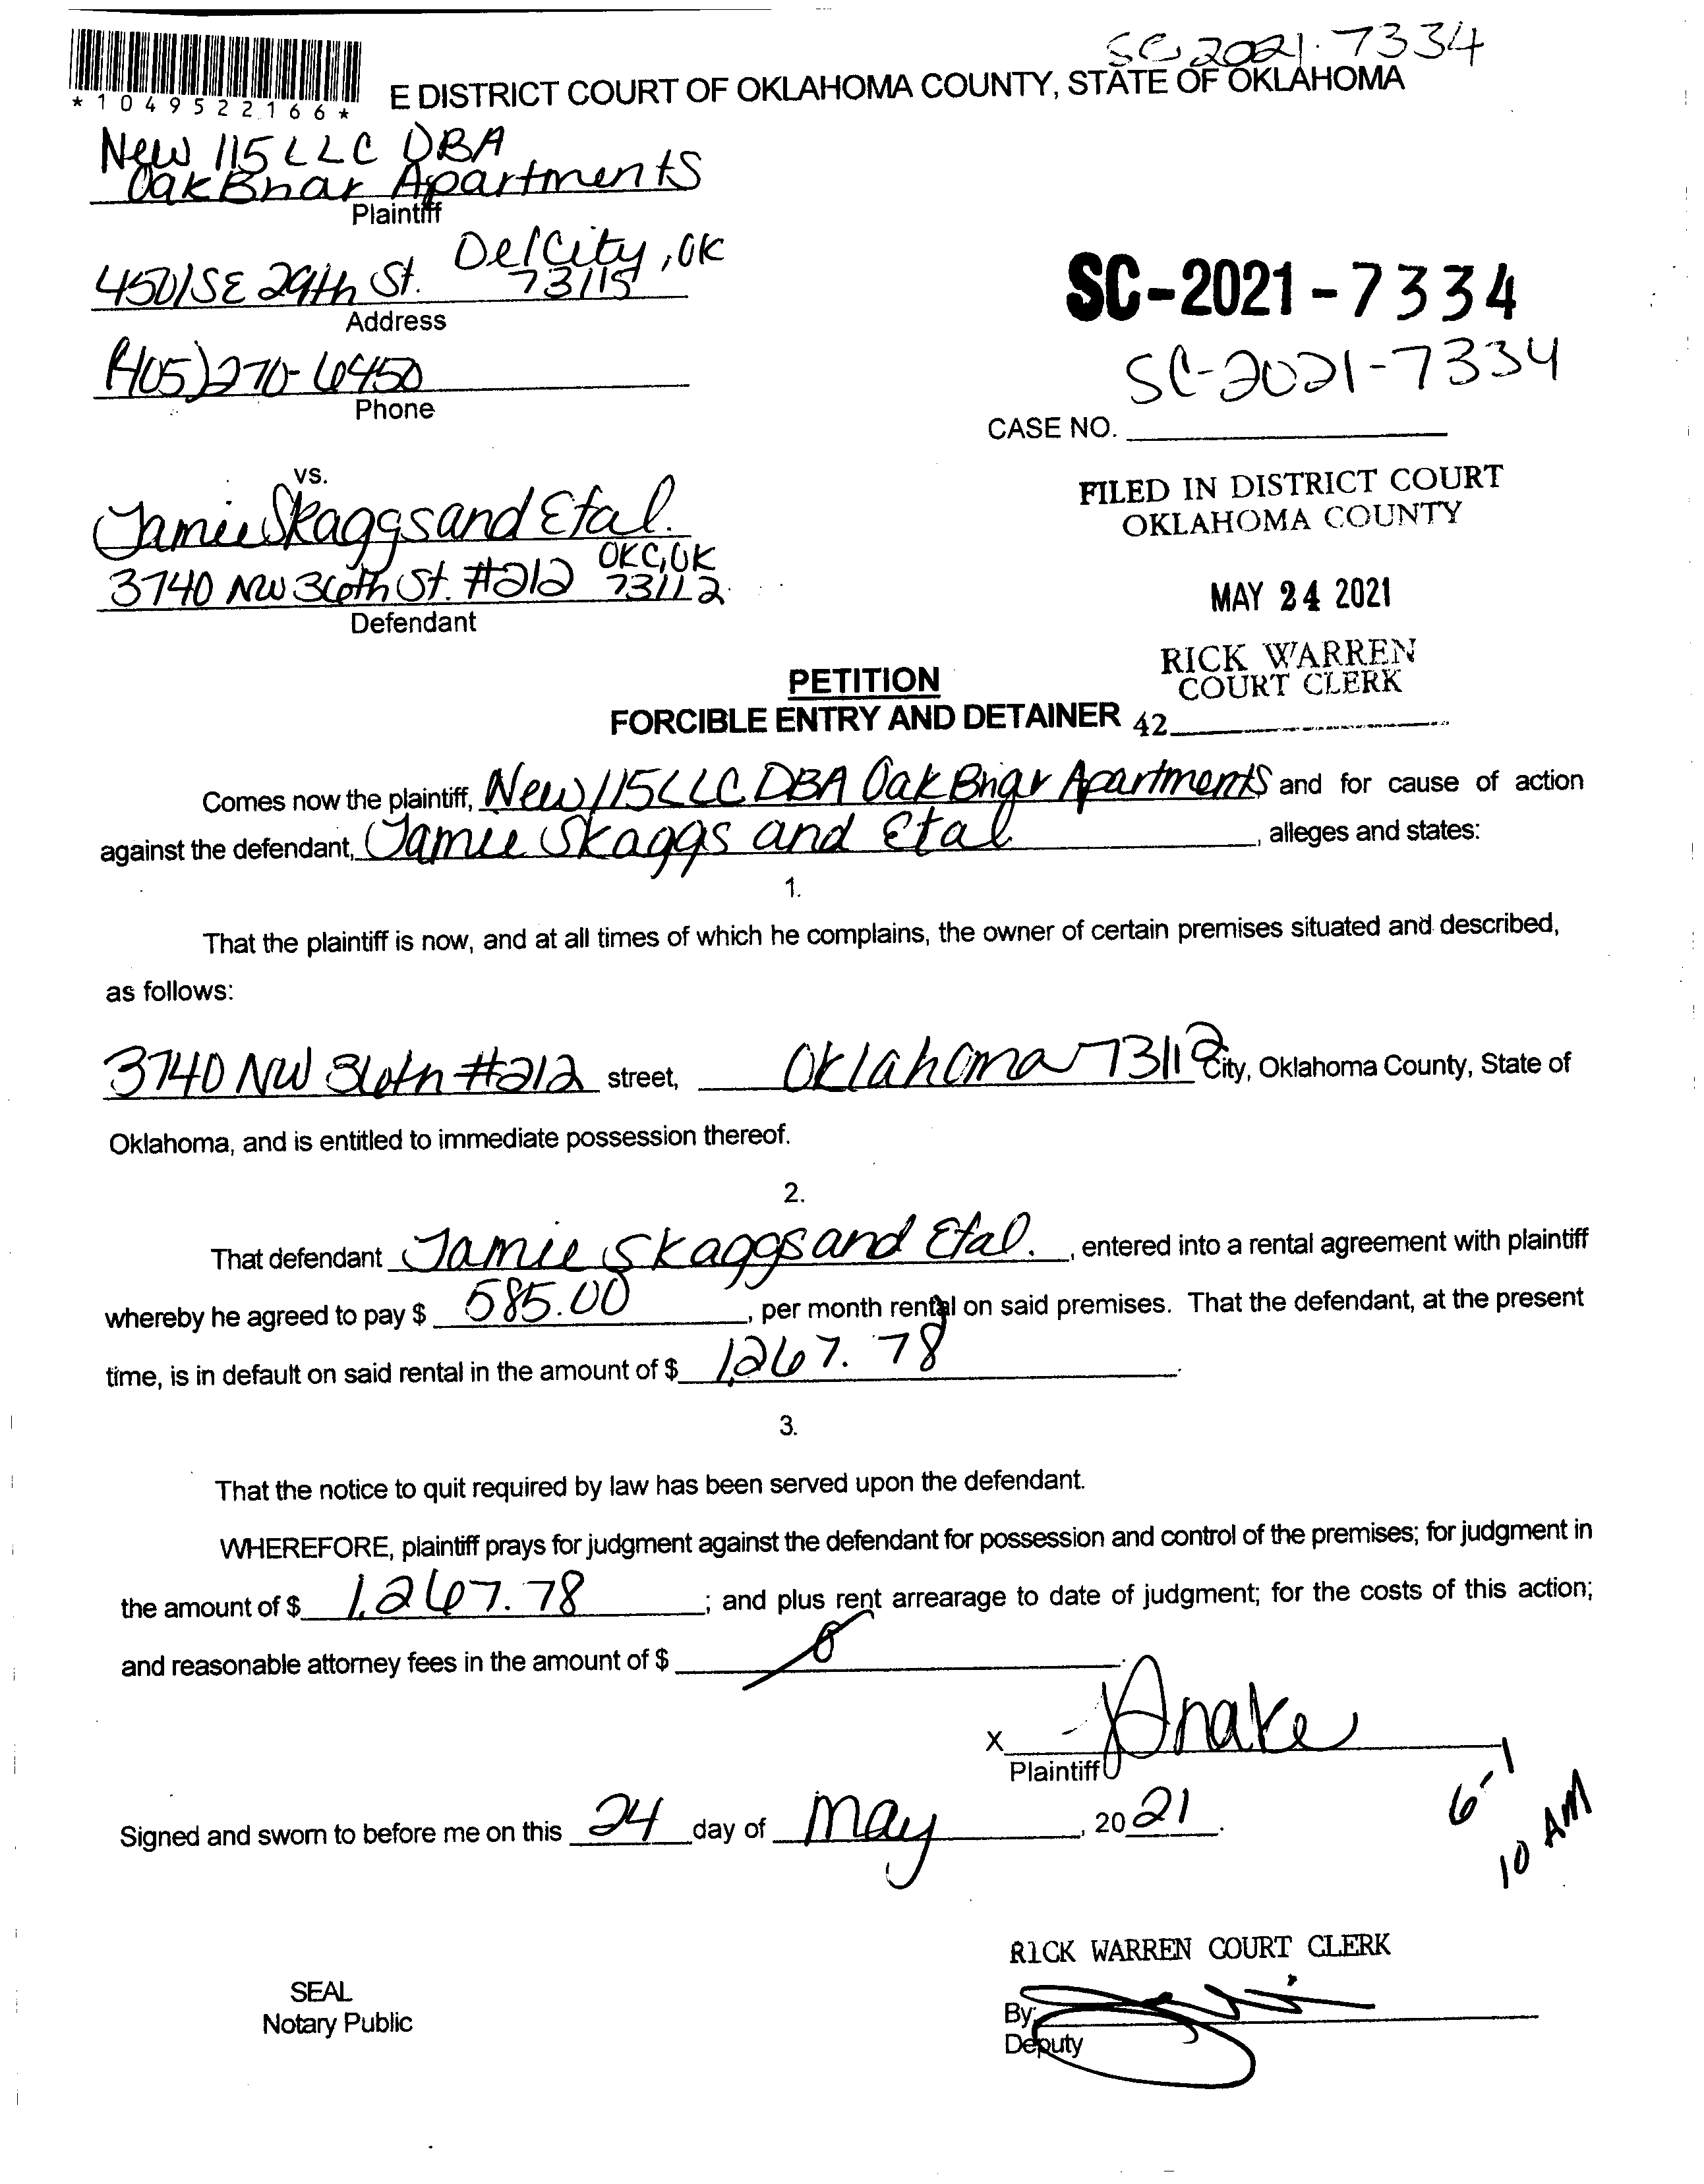 SC-2021-7334
*1049522166*
E DISTRICT COURT OF OKLAHOMA COUNTY, STATE OF OKLAHOMA
New 115 LLC DBA
Oak Briar Apartments
Plaintiff
4501 SE 29th St. Del City, OK
73115
Address
(405) 270-6450
Phone
SC-2021-7334
SC-2021-7334
CASE NO.
vs.
Jamie Skaggs and Etal.
3740 NW 36th St. #212 OKC, OK
73112
Defendant
FILED IN DISTRICT COURT
OKLAHOMA COUNTY
MAY 24 2021
RICK WARREN
COURT CLERK
42
PETITION
FORCIBLE ENTRY AND DETAINER
Comes now the plaintiff, New 115 LLC DBA Oak Briar Apartments and for cause of action
against the defendant, Jamie Skaggs and Etal, alleges and states:
1.
That the plaintiff is now, and at all times of which he complains, the owner of certain premises situated and described,
as follows:
3740 NW 36th #212 street, Oklahoma 73112 City, Oklahoma County, State of
Oklahoma, and is entitled to immediate possession thereof.
2.
That defendant Jamie Skaggs and Etal., entered into a rental agreement with plaintiff
whereby he agreed to pay $ 585.00, per month rental on said premises. That the defendant, at the present
time, is in default on said rental in the amount of $ 1,267.78.
3.
That the notice to quit required by law has been served upon the defendant.
WHEREFORE, plaintiff prays for judgment against the defendant for possession and control of the premises; for judgment in
the amount of $ 1,267.78; and plus rent arrearage to date of judgment; for the costs of this action;
and reasonable attorney fees in the amount of $ 0.
X
Plaintiff
Signed and sworn to before me on this 24 day of May, 2021.
6-1
10 AM
RICK WARREN COURT CLERK
SEAL
Notary Public
By:
Deputy